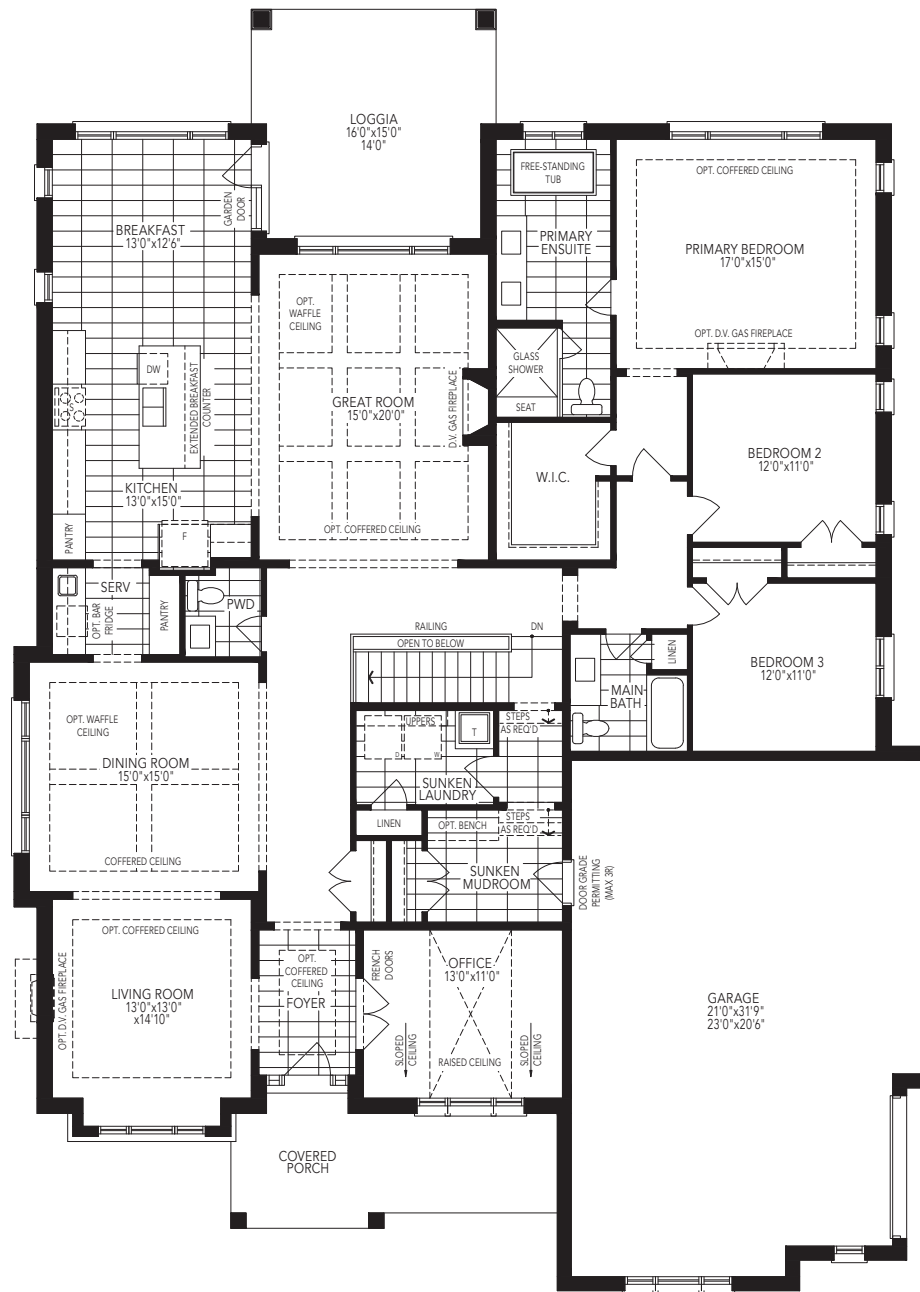 LOGGIA
16'0"x15'0"
14'0"
BREAKFAST
13'0"x12'6"
GARDEN
DOOR
FREE-STANDING
TUB
PRIMARY
ENSUITE
OPT. COFFERED CEILING
PRIMARY BEDROOM
17'0"x15'0"
OPT. D.V. GAS FIREPLACE
OPT.
WAFFLE
CEILING
GREAT ROOM
15'0"x20'0"
D.V. GAS FIREPLACE
OPT. COFFERED CEILING
GLASS
SHOWER
SEAT
DW
EXTENDED BREAKFAST
COUNTER
KITCHEN
13'0"x15'0"
PANTRY
F
W.I.C.
BEDROOM 2
12'0"x11'0"
SERV
OPT. BAR
FRIDGE
PANTRY
PWD
RAILING
DN
OPEN TO BELOW
LINEN
MAIN
BATH
BEDROOM 3
12'0"x11'0"
OPT. WAFFLE
CEILING
DINING ROOM
15'0"x15'0"
COFFERED CEILING
UPPERS
D
W
T
STEPS
AS REQ'D
SUNKEN
LAUNDRY
LINEN
OPT. BENCH
STEPS
AS REQ'D
SUNKEN
MUDROOM
DOOR GRADE
PERMITTING
(MAX 3R)
OPT. COFFERED CEILING
OPT. D.V. GAS FIREPLACE
LIVING ROOM
13'0"x13'0"
x14'10"
OPT.
COFFERED
CEILING
FOYER
FRENCH
DOORS
OFFICE
13'0"x11'0"
SLOPED
CEILING
RAISED CEILING
SLOPED
CEILING
GARAGE
21'0"x31'9"
23'0"x20'6"
COVERED
PORCH